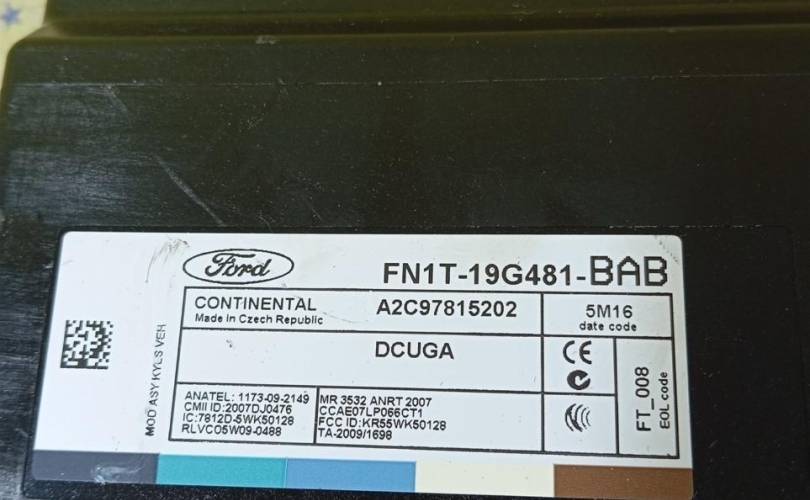 Ford
FN1T-19G481-BAB
CONTINENTAL
Made in Czech Republic
A2C97815202
5M16
date code
DCUGA
CE
FT_008
EOL code
MOD ASY KYLS VEH
ANATEL: 1173-09-2149
CMII ID:2007DJ0476
IC:7812D-5WK50128
RLVCO5W09-0488
MR 3532 ANRT 2007
CCAE07LP066CT1
FCC ID:KR55WK50128
TA-2009/1698